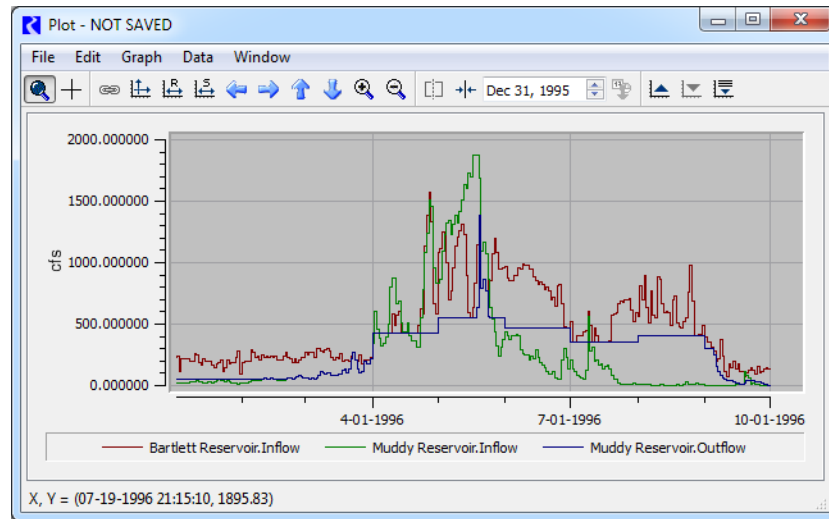 Plot - NOT SAVED
File Edit Graph Data Window
R S Dec 31, 1995
2000.000000
1500.000000
1000.000000
500.000000
0.000000
cfs
4-01-1996 7-01-1996 10-01-1996
Bartlett Reservoir.Inflow Muddy Reservoir.Inflow Muddy Reservoir.Outflow
X, Y = (07-19-1996 21:15:10, 1895.83)